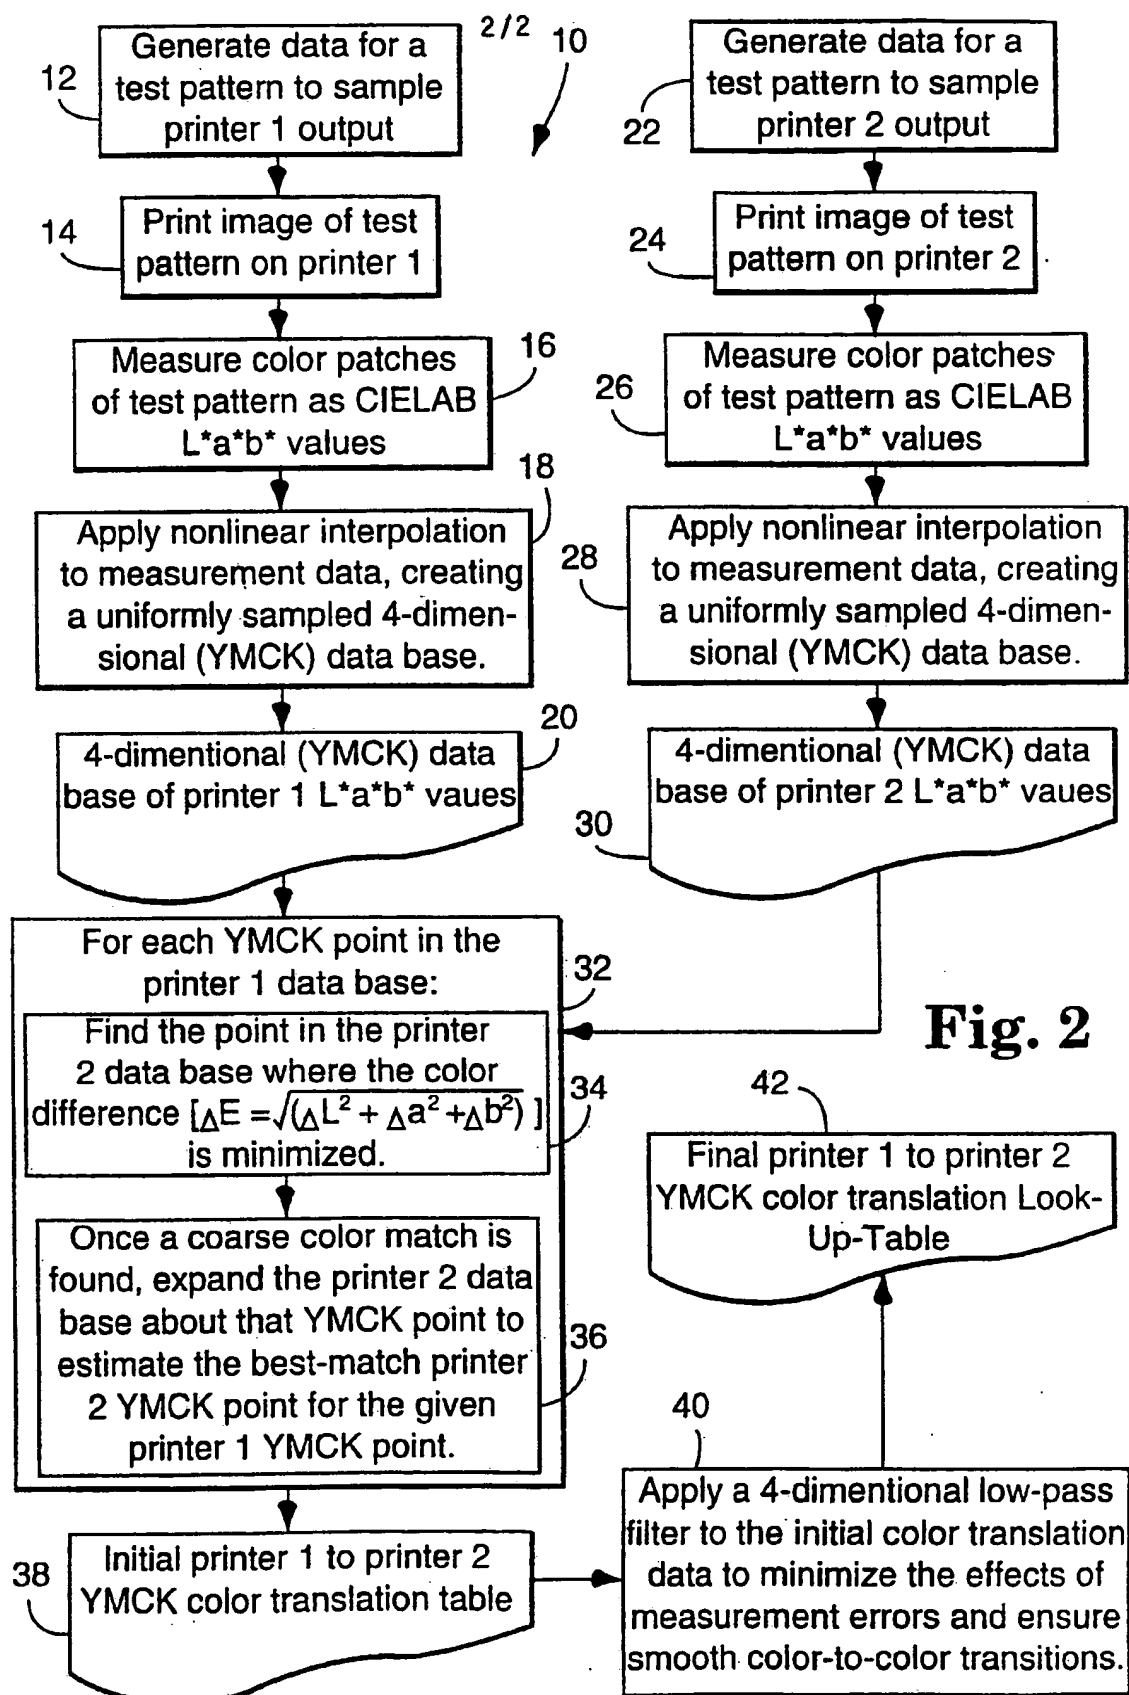 2/2
10
12
Generate data for a
test pattern to sample
printer 1 output
14
Print image of test
pattern on printer 1
16
Measure color patches
of test pattern as CIELAB
L*a*b* values
18
Apply nonlinear interpolation
to measurement data, creating
a uniformly sampled 4-dimen-
sional (YMCK) data base.
20
4-dimentional (YMCK) data
base of printer 1 L*a*b* vaues
22
Generate data for a
test pattern to sample
printer 2 output
24
Print image of test
pattern on printer 2
26
Measure color patches
of test pattern as CIELAB
L*a*b* values
28
Apply nonlinear interpolation
to measurement data, creating
a uniformly sampled 4-dimen-
sional (YMCK) data base.
30
4-dimentional (YMCK) data
base of printer 2 L*a*b* vaues
32
For each YMCK point in the
printer 1 data base:
34
Find the point in the printer
2 data base where the color
difference [ΔE =√(ΔL² + Δa² +Δb²) ]
is minimized.
36
Once a coarse color match is
found, expand the printer 2 data
base about that YMCK point to
estimate the best-match printer
2 YMCK point for the given
printer 1 YMCK point.
38
Initial printer 1 to printer 2
YMCK color translation table
40
Apply a 4-dimentional low-pass
filter to the initial color translation
data to minimize the effects of
measurement errors and ensure
smooth color-to-color transitions.
42
Final printer 1 to printer 2
YMCK color translation Look-
Up-Table
Fig. 2